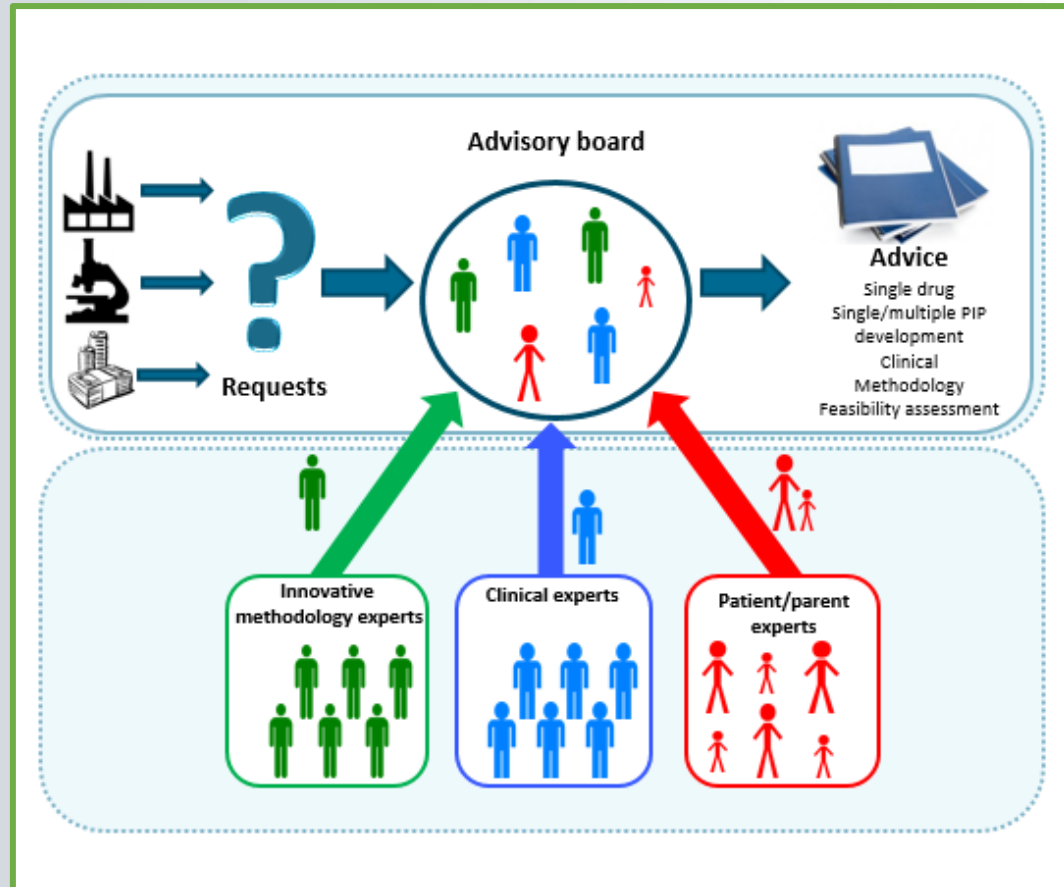 Advisory board
Requests
Advice
Single drug
Single/multiple PIP
development
Clinical
Methodology
Feasibility assessment
Innovative
methodology experts
Clinical experts
Patient/parent
experts